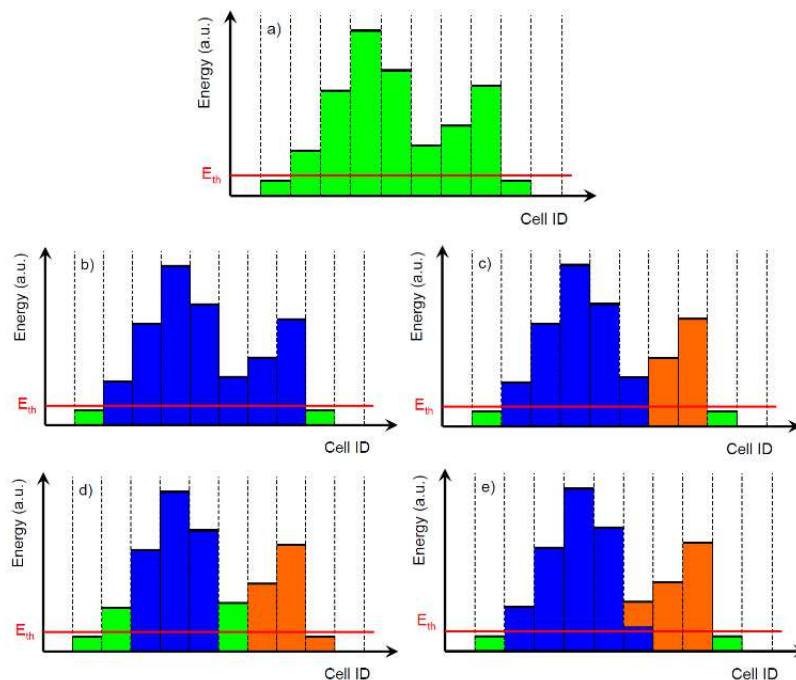 Energy (a.u.)
a)
Eth
Cell ID
Energy (a.u.)
b)
Eth
Cell ID
Energy (a.u.)
c)
Eth
Cell ID
Energy (a.u.)
d)
Eth
Cell ID
Energy (a.u.)
e)
Eth
Cell ID